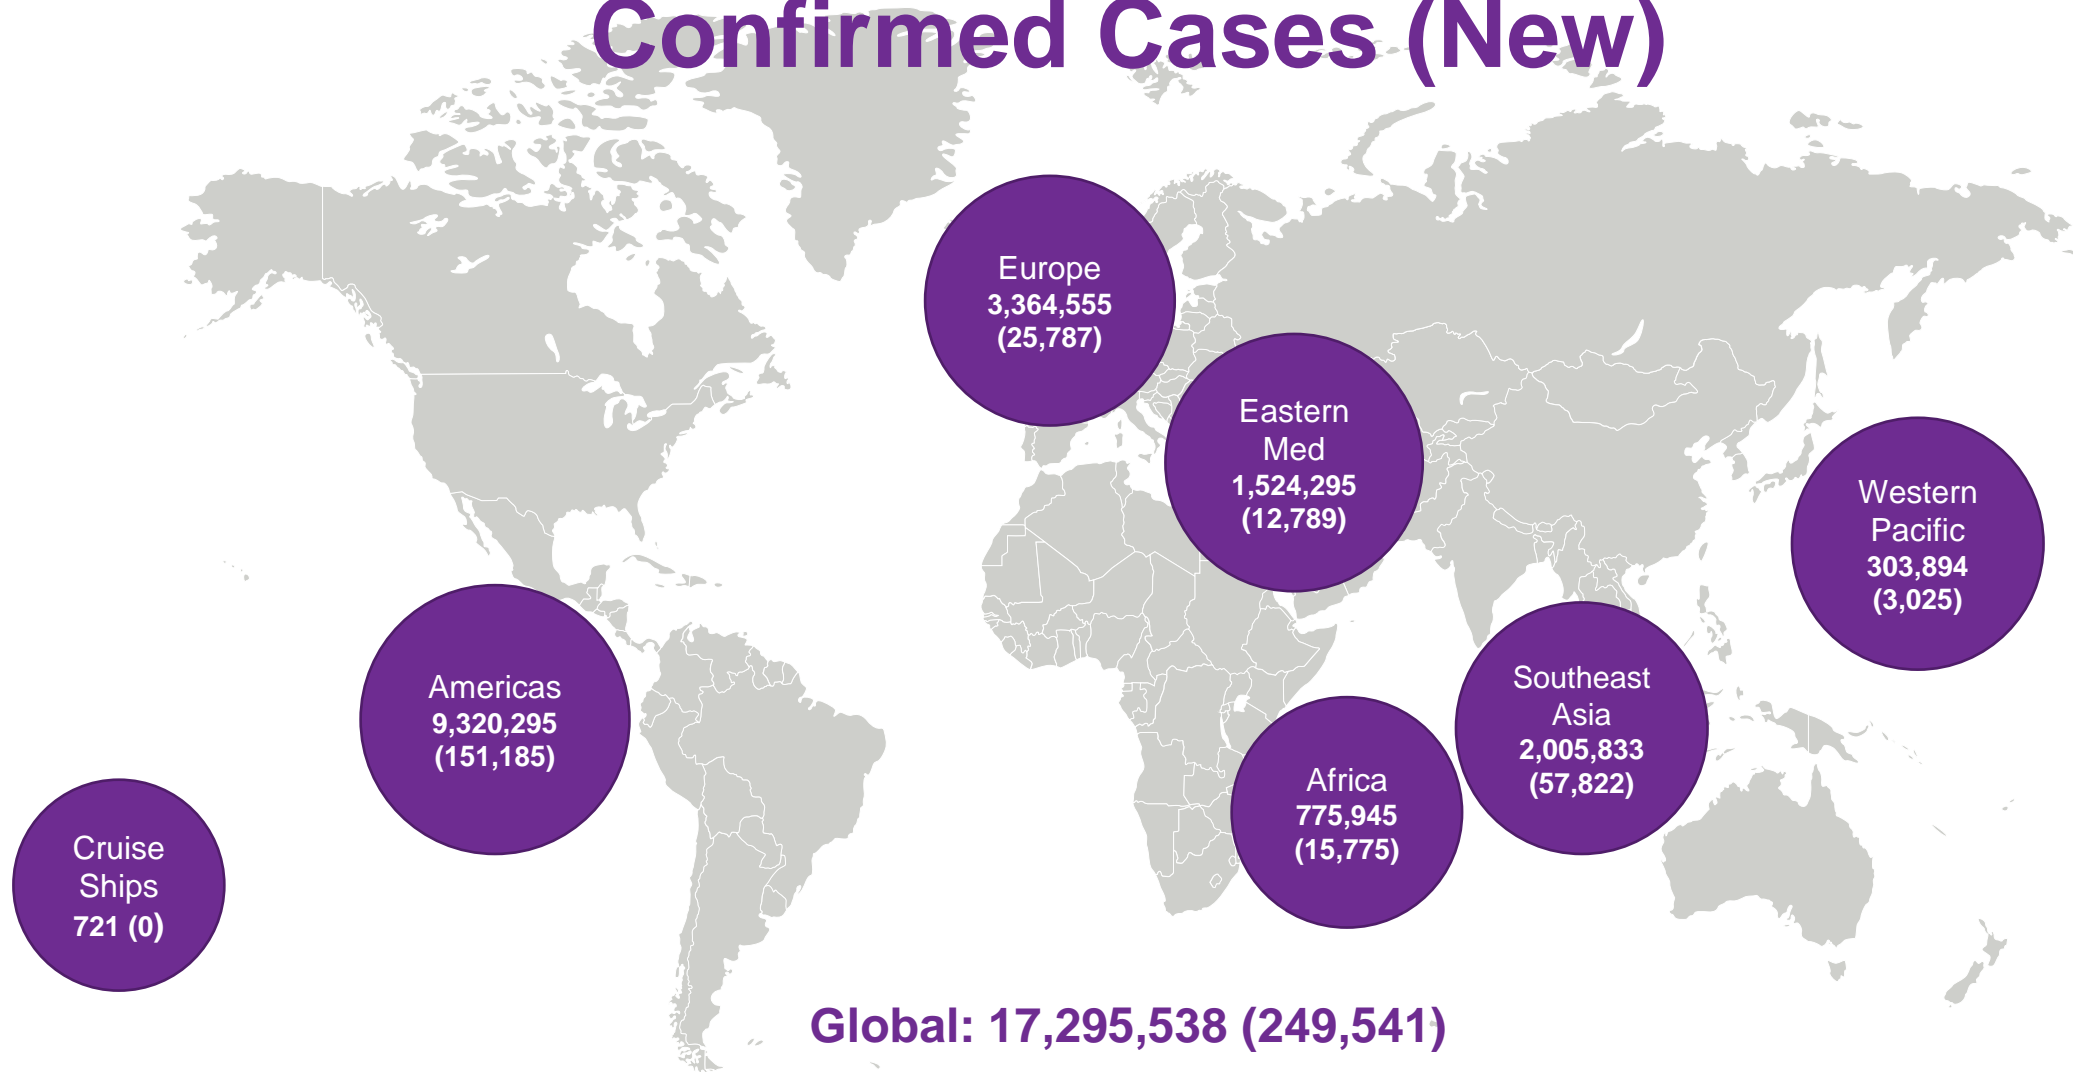 Confirmed Cases (New)
Europe
3,364,555
(25,787)
Eastern
Med
1,524,295
(12,789)
Western
Pacific
303,894
(3,025)
Americas
9,320,295
(151,185)
Southeast
Asia
2,005,833
(57,822)
Africa
775,945
(15,775)
Cruise
Ships
721 (0)
Global: 17,295,538 (249,541)